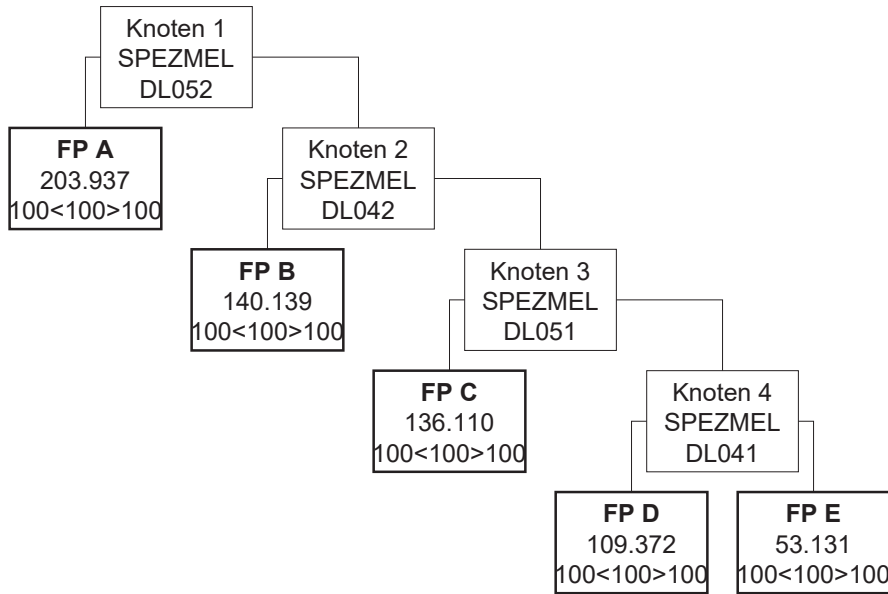 Knoten 1
SPEZMEL
DL052
FP A
203.937
100<100>100
Knoten 2
SPEZMEL
DL042
FP B
140.139
100<100>100
Knoten 3
SPEZMEL
DL051
FP C
136.110
100<100>100
Knoten 4
SPEZMEL
DL041
FP D
109.372
100<100>100
FP E
53.131
100<100>100